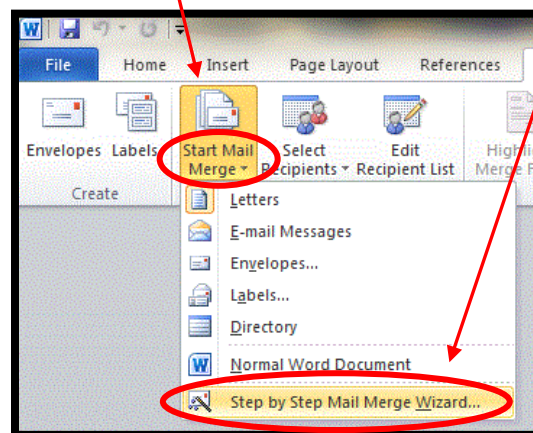 W
File Home Insert Page Layout References
Envelopes Labels Start Mail Merge Select Recipients Edit Recipient List
Create
Letters
E-mail Messages
Envelopes...
Labels...
Directory
W Normal Word Document
Step by Step Mail Merge Wizard...